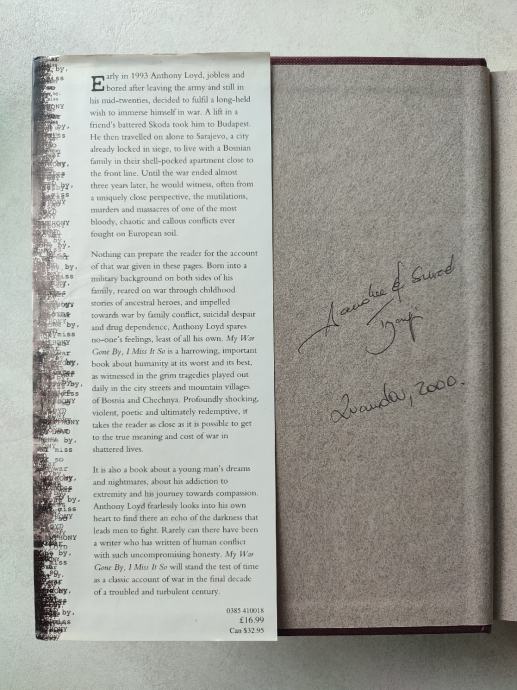 Early in 1993 Anthony Loyd, jobless and
bored after leaving the army and still in
his mid-twenties, decided to fulfil a long-held
wish to immerse himself in war. A lift in a
friend's battered Skoda took him to Budapest.
He then travelled on alone to Sarajevo, a city
already locked in siege, to live with a Bosnian
family in their shell-pocked apartment close to
the front line. Until the war ended almost
three years later, he would witness, often from
a uniquely close perspective, the mutilations,
murders and massacres of one of the most
bloody, chaotic and callous conflicts ever
fought on European soil.
Nothing can prepare the reader for the account
of that war given in these pages. Born into a
military background on both sides of his
family, reared on war through childhood
stories of ancestral heroes, and impelled
towards war by family conflict, suicidal despair
and drug dependence, Anthony Loyd spares
no-one's feelings, least of all his own. My War
Gone By, I Miss It So is a harrowing, important
book about humanity at its worst and its best,
as witnessed in the grim tragedies played out
daily in the city streets and mountain villages
of Bosnia and Chechnya. Profoundly shocking,
violent, poetic and ultimately redemptive, it
takes the reader as close as it is possible to get
to the true meaning and cost of war in
shattered lives.
It is also a book about a young man's dreams
and nightmares, about his addiction to
extremity and his journey towards compassion.
Anthony Loyd fearlessly looks into his own
heart to find there an echo of the darkness that
leads men to fight. Rarely can there have been
a writer who has written of human conflict
with such uncompromising honesty. My War
Gone By, I Miss It So will stand the test of time
as a classic account of war in the final decade
of a troubled and turbulent century.
0385 410018
£16.99
Can $32.95
2000.